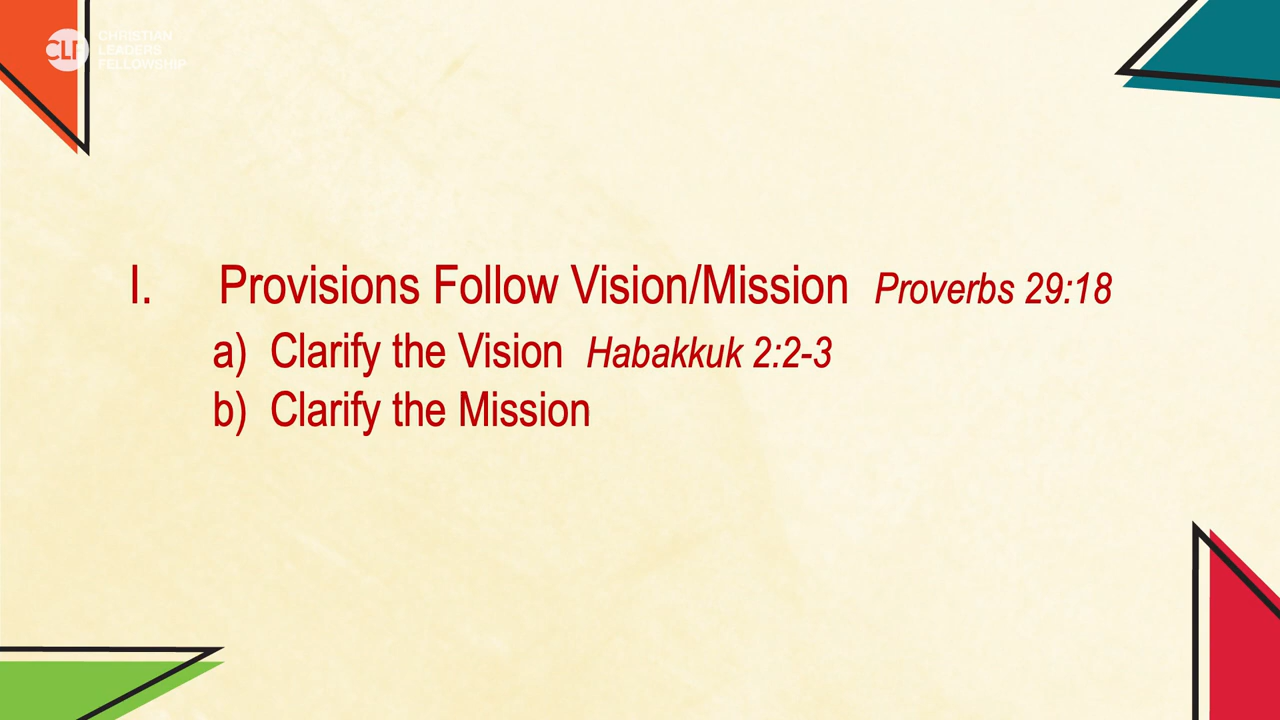 CLF
CHRISTIAN
LEADERS
FELLOWSHIP
I. Provisions Follow Vision/Mission Proverbs 29:18
a) Clarify the Vision Habakkuk 2:2-3
b) Clarify the Mission